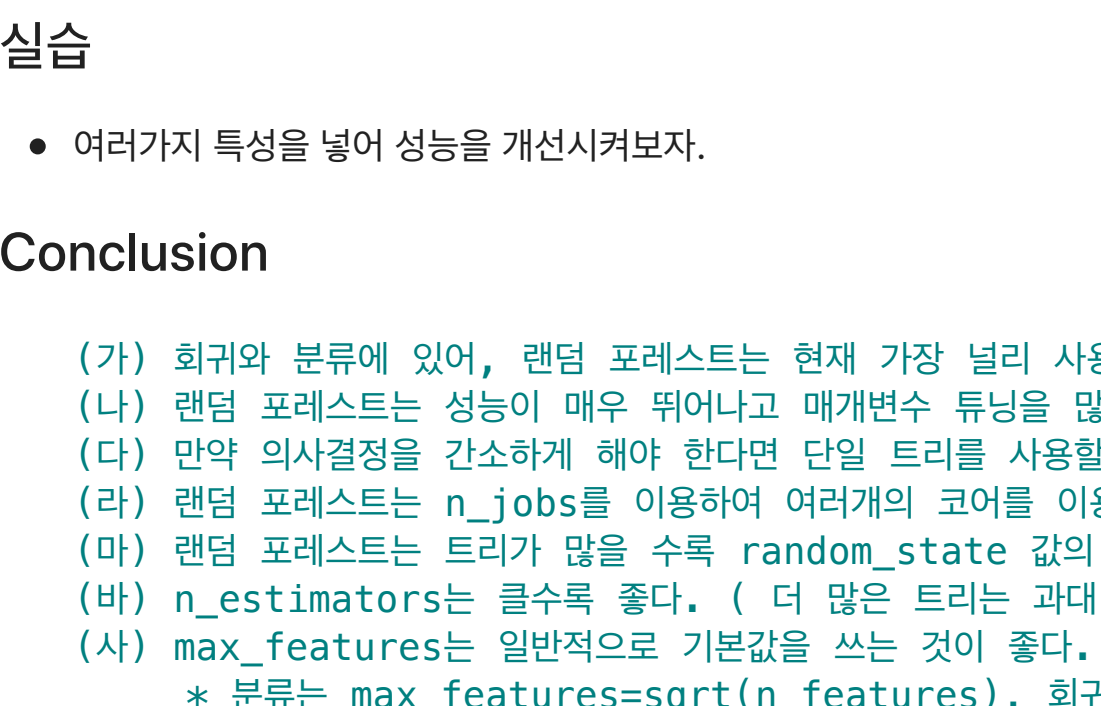 실습
● 여러가지 특성을 넣어 성능을 개선시켜보자.
Conclusion
(가) 회귀와 분류에 있어, 랜덤 포레스트는 현재 가장 널리
(나) 랜덤 포레스트는 성능이 매우 뛰어나고 매개변수 튜닝을
(다) 만약 의사결정을 간소하게 해야 한다면 단일 트리를
(라) 랜덤 포레스트는 n_jobs를 이용하여 여러개의 코어를
(마) 랜덤 포레스트는 트리가 많을 수록 random_state 값의
(바) n_estimators는 클수록 좋다. ( 더 많은 트리는 과대
(사) max_features는 일반적으로 기본값을 쓰는 것이 좋다.
* 분류는 max_features=sqrt(n_features),